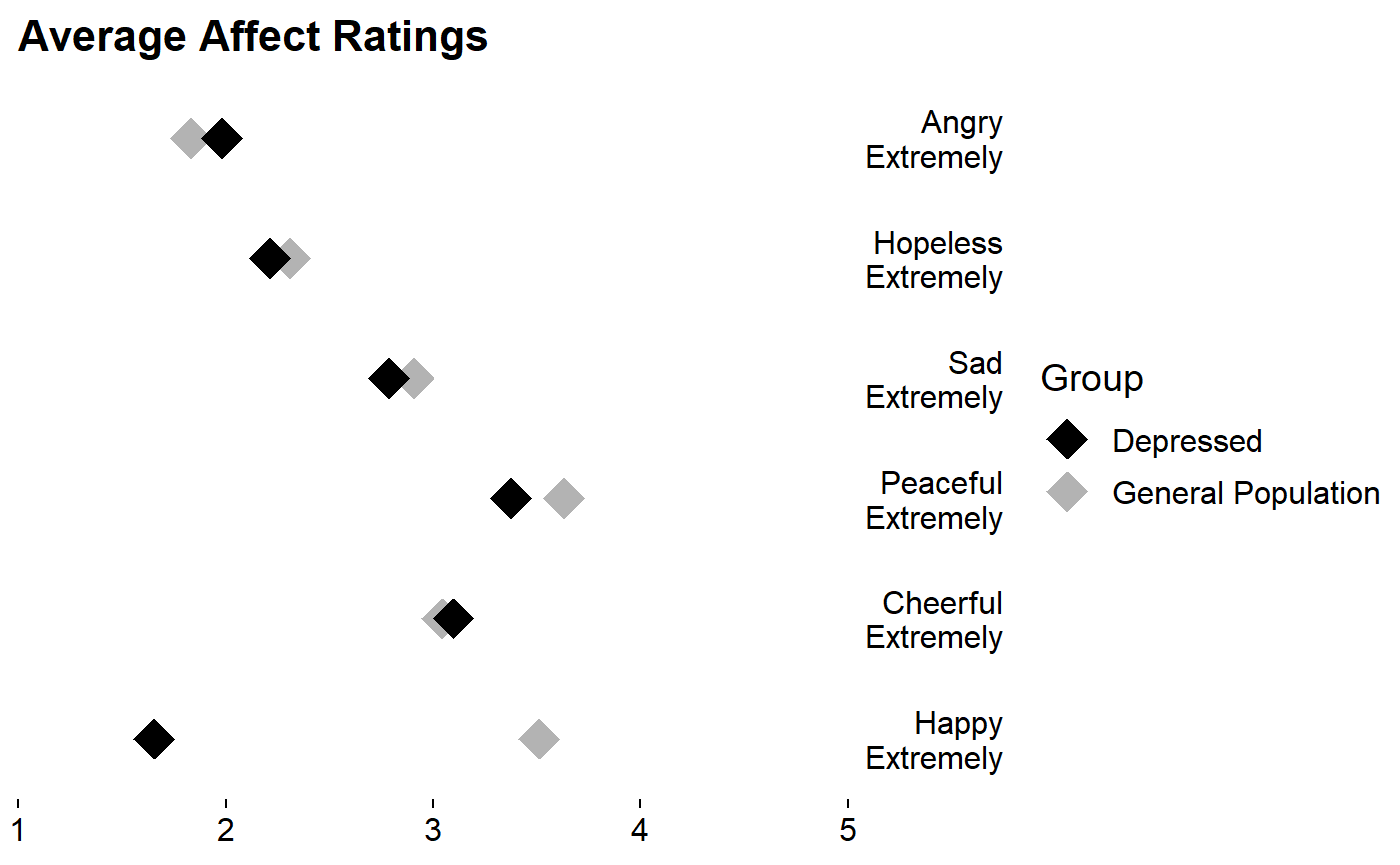 Average Affect Ratings
Angry
Extremely
Hopeless
Extremely
Sad
Extremely
Peaceful
Extremely
Cheerful
Extremely
Happy
Extremely
1 2 3 4 5
Group
Depressed
General Population